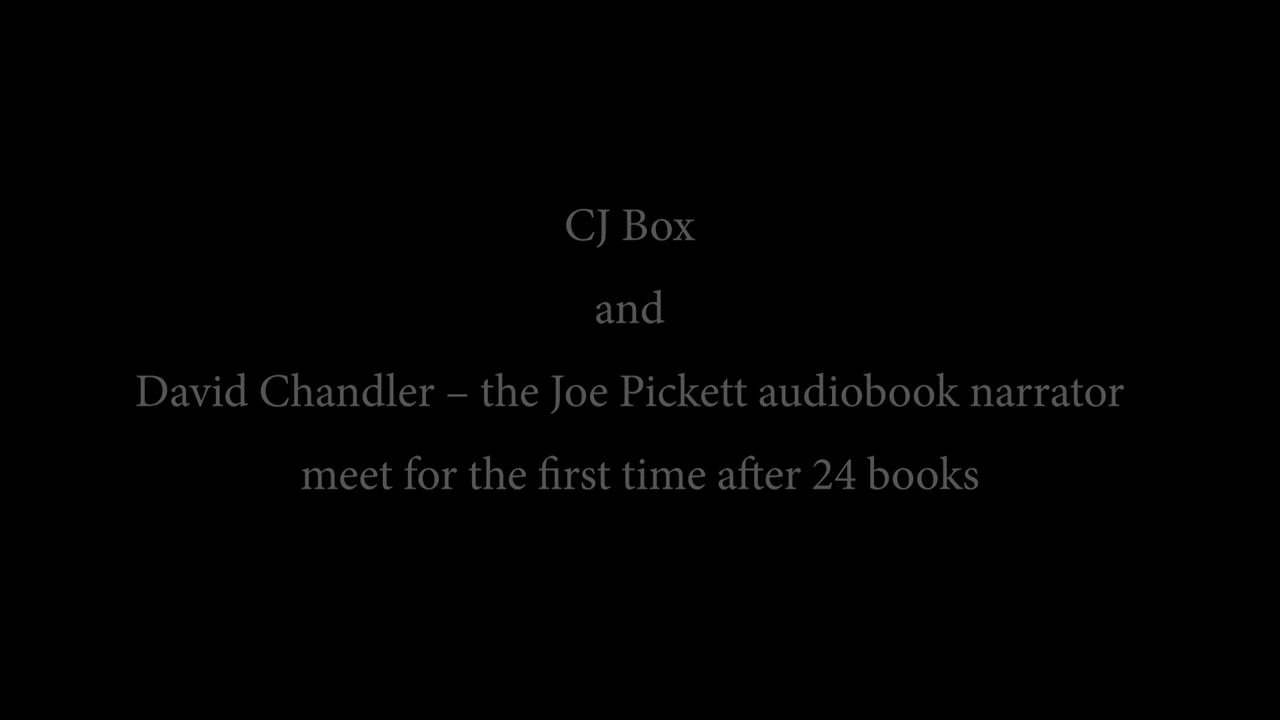 CJ Box
and
David Chandler – the Joe Pickett audiobook narrator
meet for the first time after 24 books